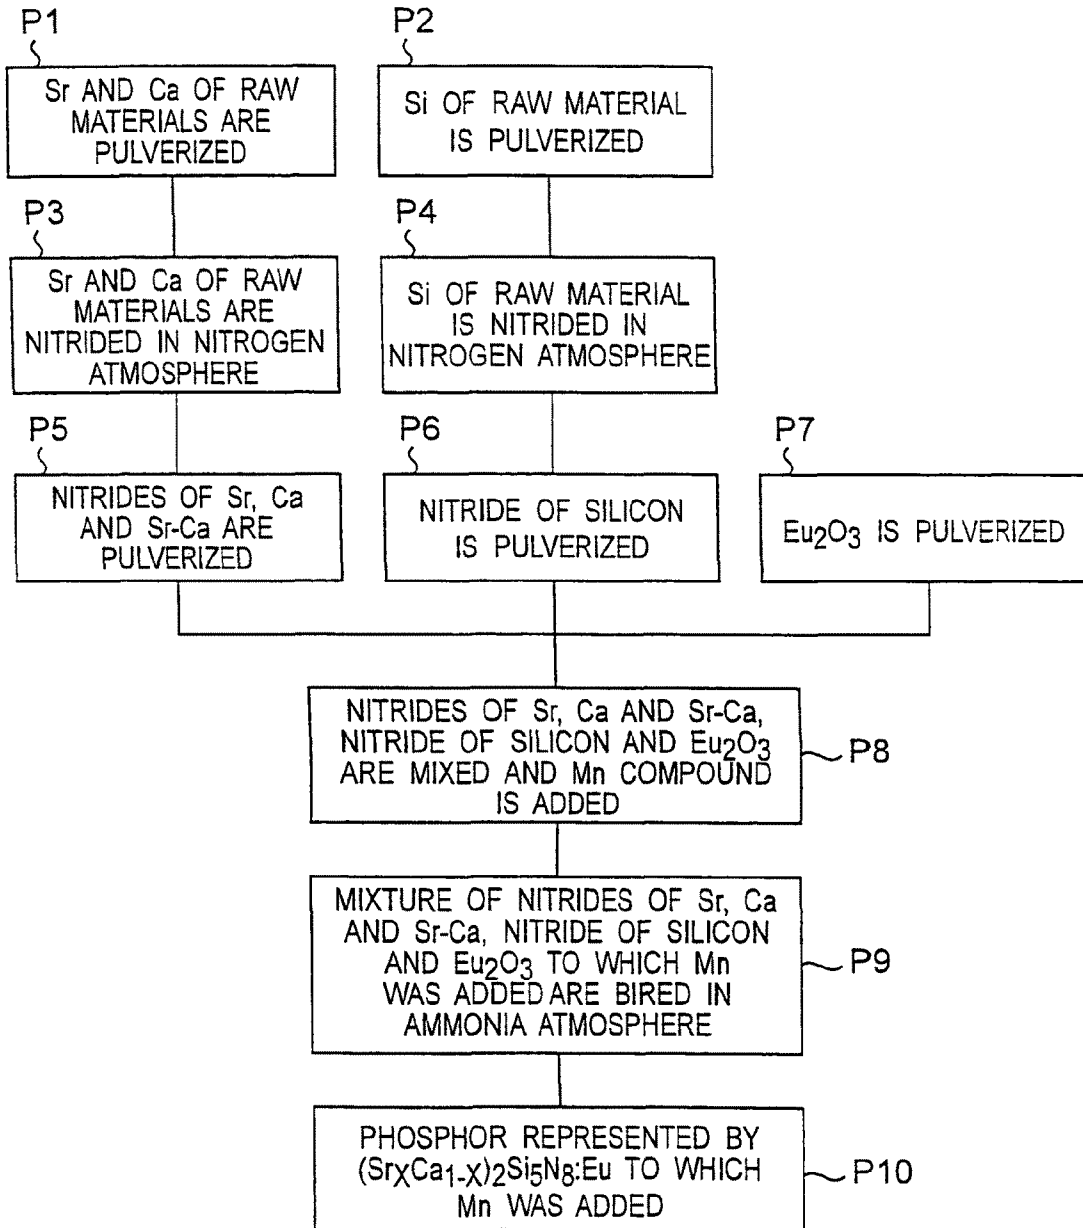 P1
Sr AND Ca OF RAW
MATERIALS ARE
PULVERIZED
P2
Si OF RAW MATERIAL
IS PULVERIZED
P3
Sr AND Ca OF RAW
MATERIALS ARE
NITRIDED IN NITROGEN
ATMOSPHERE
P4
Si OF RAW MATERIAL
IS NITRIDED IN
NITROGEN ATMOSPHERE
P5
NITRIDES OF Sr, Ca
AND Sr-Ca ARE
PULVERIZED
P6
NITRIDE OF SILICON
IS PULVERIZED
P7
Eu2O3 IS PULVERIZED
NITRIDES OF Sr, Ca AND Sr-Ca,
NITRIDE OF SILICON AND Eu2O3
ARE MIXED AND Mn COMPOUND
IS ADDED
P8
MIXTURE OF NITRIDES OF Sr, Ca
AND Sr-Ca, NITRIDE OF SILICON
AND Eu2O3 TO WHICH Mn
WAS ADDED ARE BIRED IN
AMMONIA ATMOSPHERE
P9
PHOSPHOR REPRESENTED BY
(SrXCa1-X)2Si5N8:Eu TO WHICH
Mn WAS ADDED
P10